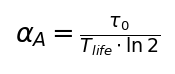 α_A = τ_0 / (T_life · ln 2)